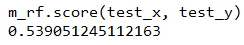 m_rf.score(test_x, test_y)
0.539051245112163